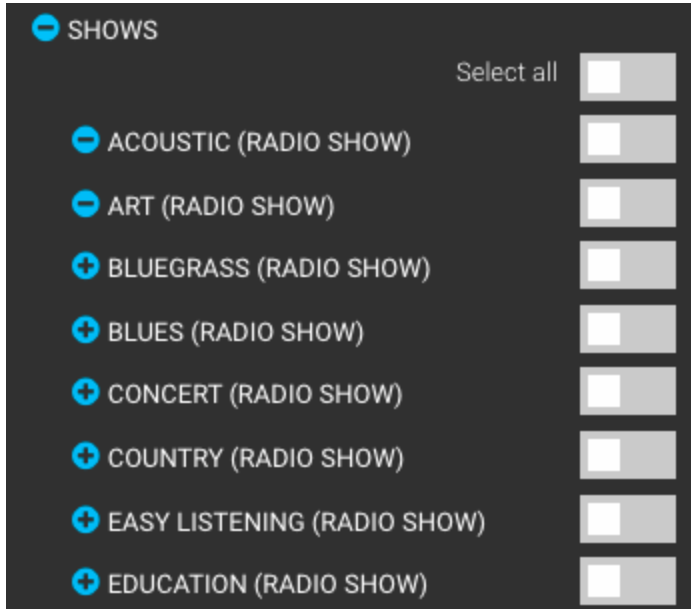 SHOWS
Select all
ACOUSTIC (RADIO SHOW)
ART (RADIO SHOW)
BLUEGRASS (RADIO SHOW)
BLUES (RADIO SHOW)
CONCERT (RADIO SHOW)
COUNTRY (RADIO SHOW)
EASY LISTENING (RADIO SHOW)
EDUCATION (RADIO SHOW)